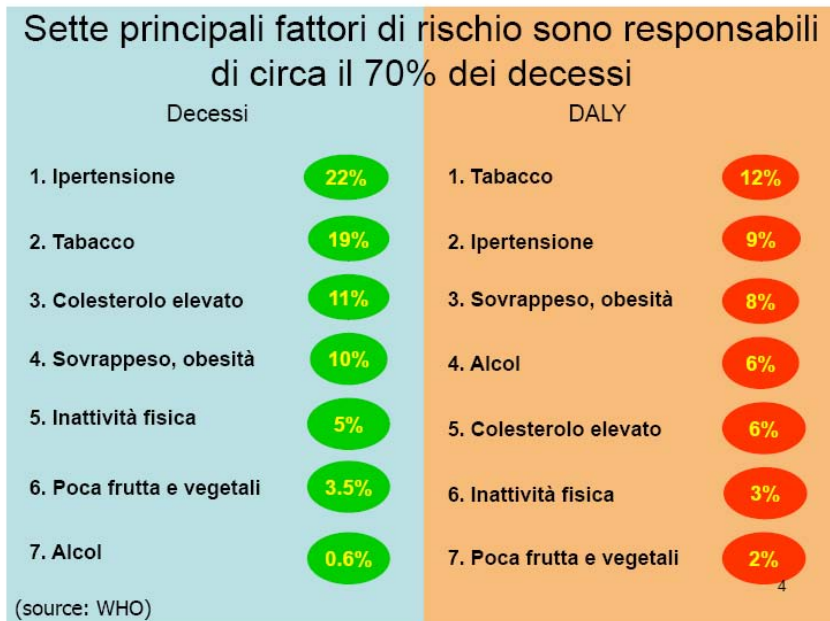 Sette principali fattori di rischio sono responsabili
di circa il 70% dei decessi
Decessi
1. Ipertensione 22%
2. Tabacco 19%
3. Colesterolo elevato 11%
4. Sovrappeso, obesità 10%
5. Inattività fisica 5%
6. Poca frutta e vegetali 3.5%
7. Alcol 0.6%
(source: WHO)
DALY
1. Tabacco 12%
2. Ipertensione 9%
3. Sovrappeso, obesità 8%
4. Alcol 6%
5. Colesterolo elevato 6%
6. Inattività fisica 3%
7. Poca frutta e vegetali 2%
4